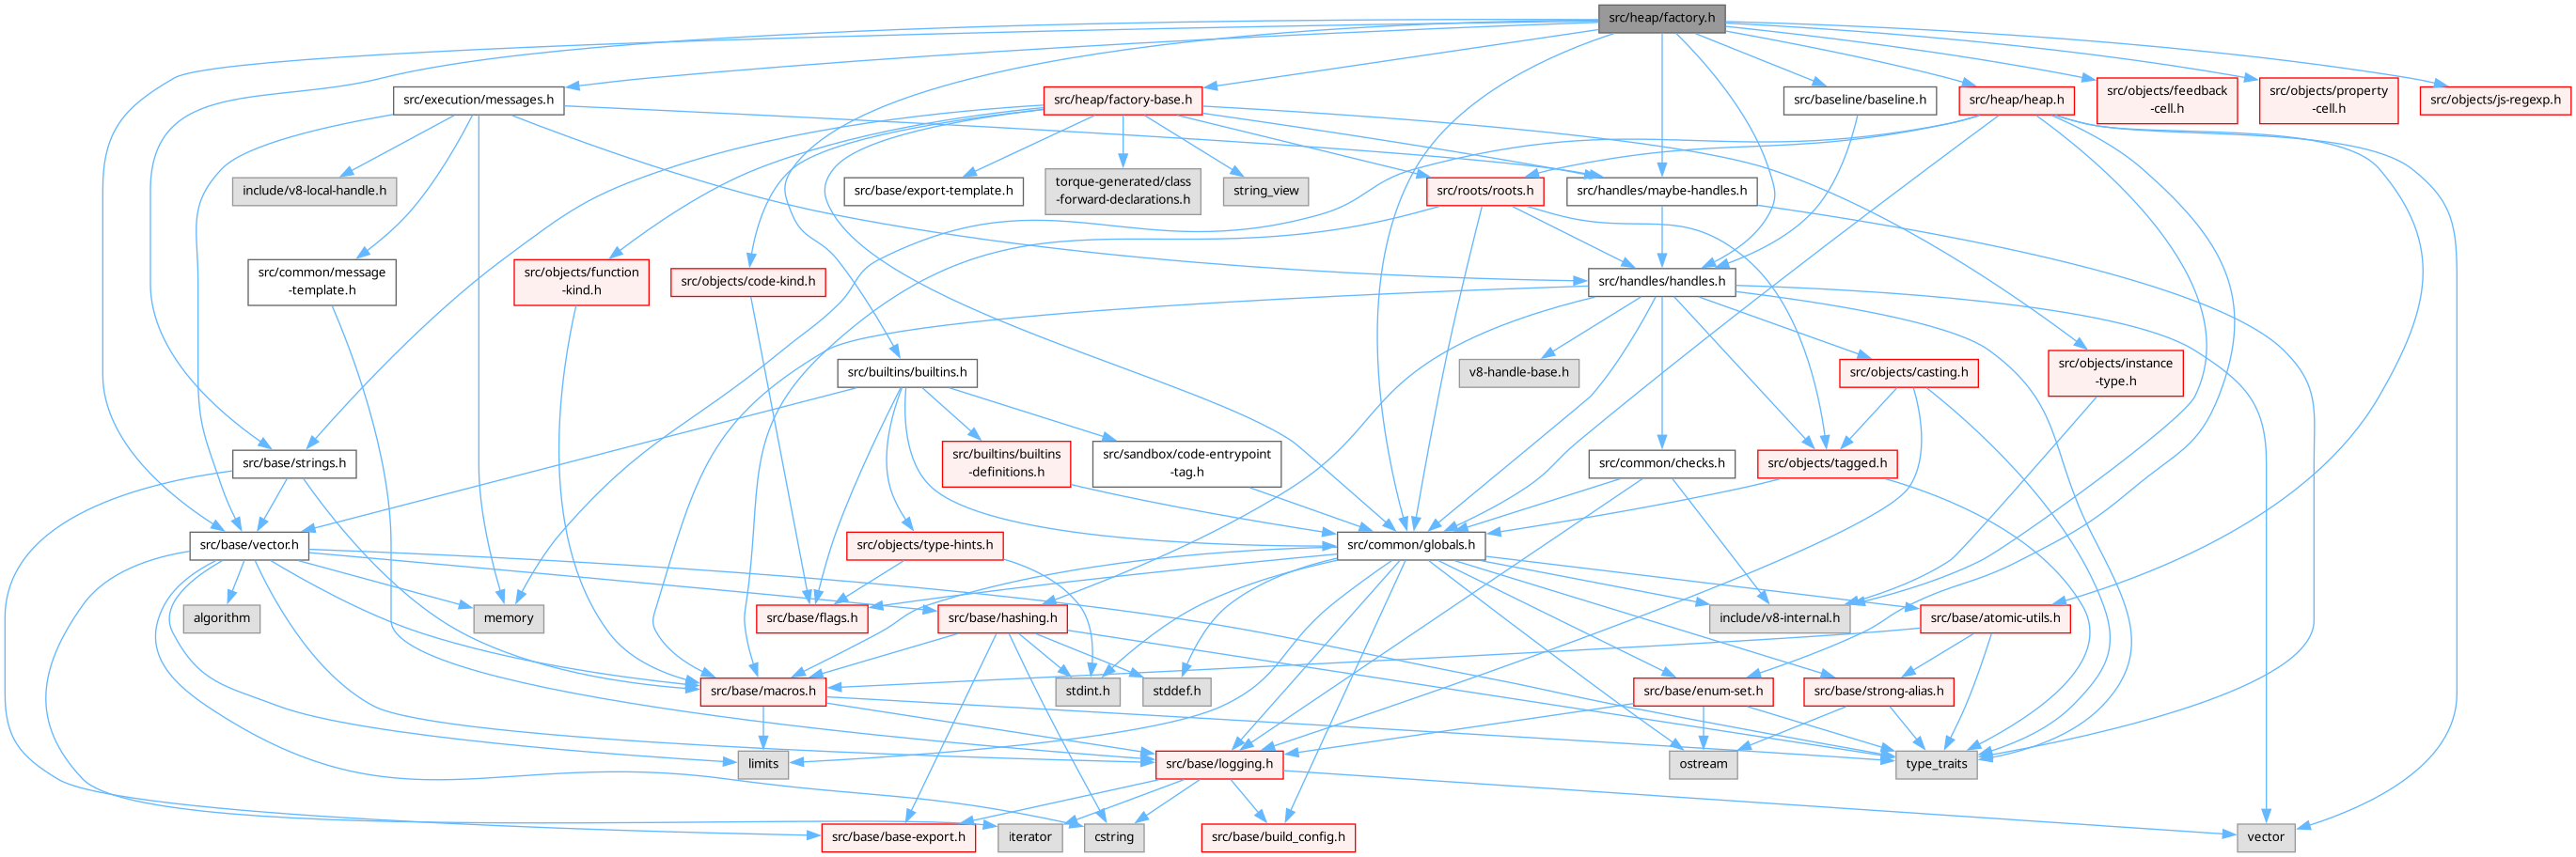 src/heap/factory.h
src/execution/messages.h
src/heap/factory-base.h
src/baseline/baseline.h
src/heap/heap.h
src/objects/feedback
-cell.h
src/objects/property
-cell.h
src/objects/js-regexp.h
include/v8-local-handle.h
src/base/export-template.h
torque-generated/class
-forward-declarations.h
string_view
src/roots/roots.h
src/handles/maybe-handles.h
src/common/message
-template.h
src/objects/function
-kind.h
src/objects/code-kind.h
src/handles/handles.h
src/builtins/builtins.h
v8-handle-base.h
src/objects/casting.h
src/objects/instance
-type.h
src/base/strings.h
src/builtins/builtins
-definitions.h
src/sandbox/code-entrypoint
-tag.h
src/common/checks.h
src/objects/tagged.h
src/base/vector.h
src/objects/type-hints.h
src/common/globals.h
algorithm
memory
src/base/flags.h
src/base/hashing.h
include/v8-internal.h
src/base/atomic-utils.h
src/base/macros.h
stdint.h
stddef.h
src/base/enum-set.h
src/base/strong-alias.h
limits
src/base/logging.h
ostream
type_traits
src/base/base-export.h
iterator
cstring
src/base/build_config.h
vector